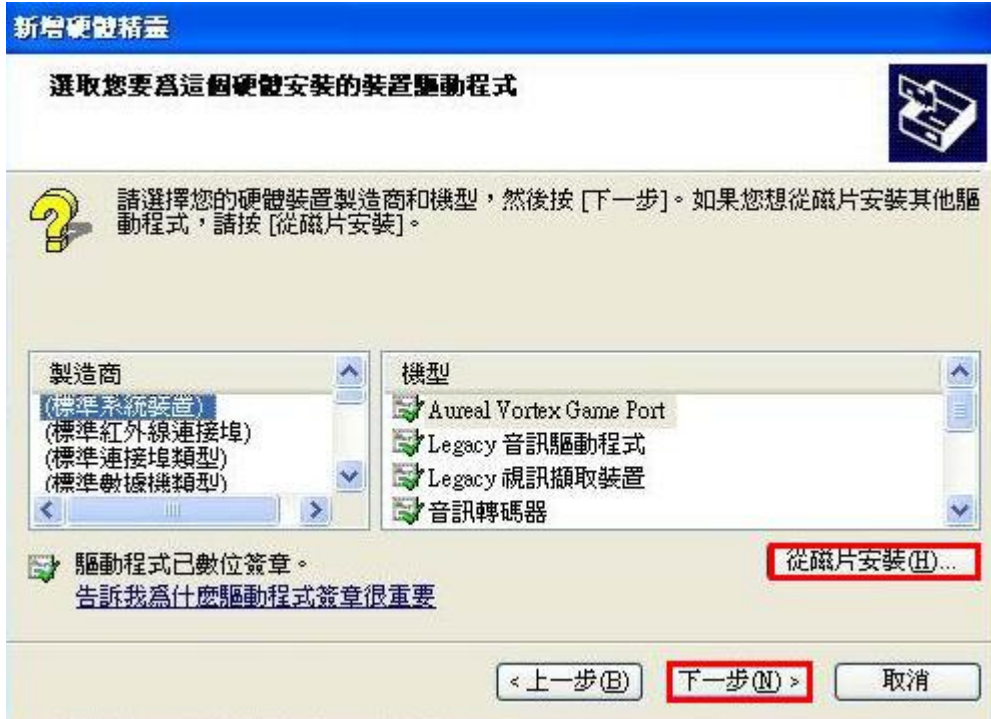 新增硬體精靈
選取您要為這個硬體安裝的裝置驅動程式
請選擇您的硬體裝置製造商和機型，然後按 [下一步]。如果您想從磁片安裝其他驅
動程式，請按 [從磁片安裝]。
製造商
(標準系統裝置)
(標準紅外線連接埠)
(標準連接埠類型)
(標準數據機類型)
機型
Aureal Vortex Game Port
Legacy 音訊驅動程式
Legacy 視訊擷取裝置
音訊轉碼器
驅動程式已數位簽章。
告訴我為什麼驅動程式簽章很重要
從磁片安裝(H)...
< 上一步(B)
下一步(N) >
取消